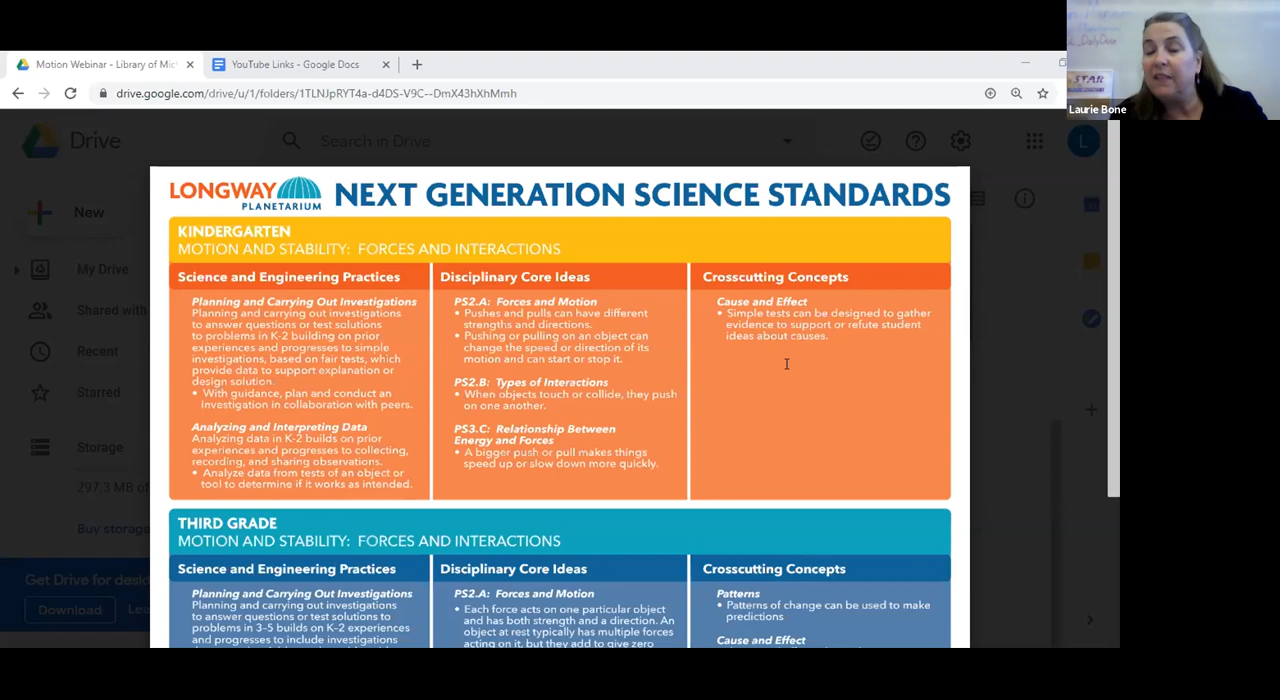 Motion Webinar - Library of Mic
YouTube Links - Google Docs
drive.google.com/drive/u/1/folders/1TLNJpRYT4a-d4DS-V9C--DmX43hXhMmh
STAR
Laurie Bone
Drive
Search in Drive
L
New
My Drive
Shared with
Recent
Starred
Storage
297.3 MB of
Buy storage
Get Drive for desk
Download
Lea
LONGWAY
PLANETARIUM
NEXT GENERATION SCIENCE STANDARDS
KINDERGARTEN
MOTION AND STABILITY: FORCES AND INTERACTIONS
Science and Engineering Practices
Planning and Carrying Out Investigations
Planning and carrying out investigations
to answer questions or test solutions
to problems in K-2 building on prior
experiences and progresses to simple
investigations, based on fair tests, which
provide data to support explanation or
design solution.
• With guidance, plan and conduct an
investigation in collaboration with peers.
Analyzing and Interpreting Data
Analyzing data in K-2 builds on prior
experiences and progresses to collecting,
recording, and sharing observations.
• Analyze data from tests of an object or
tool to determine if it works as intended.
Disciplinary Core Ideas
PS2.A: Forces and Motion
• Pushes and pulls can have different
strengths and directions.
• Pushing or pulling on an object can
change the speed or direction of its
motion and can start or stop it.
PS2.B: Types of Interactions
• When objects touch or collide, they push
on one another.
PS3.C: Relationship Between
Energy and Forces
• A bigger push or pull makes things
speed up or slow down more quickly.
Crosscutting Concepts
Cause and Effect
• Simple tests can be designed to gather
evidence to support or refute student
ideas about causes.
THIRD GRADE
MOTION AND STABILITY: FORCES AND INTERACTIONS
Science and Engineering Practices
Planning and Carrying Out Investigations
Planning and carrying out investigations
to answer questions or test solutions to
problems in 3-5 builds on K-2 experiences
and progresses to include investigations
Disciplinary Core Ideas
PS2.A: Forces and Motion
• Each force acts on one particular object
and has both strength and a direction. An
object at rest typically has multiple forces
acting on it, but they add to give zero
Crosscutting Concepts
Patterns
• Patterns of change can be used to make
predictions
Cause and Effect